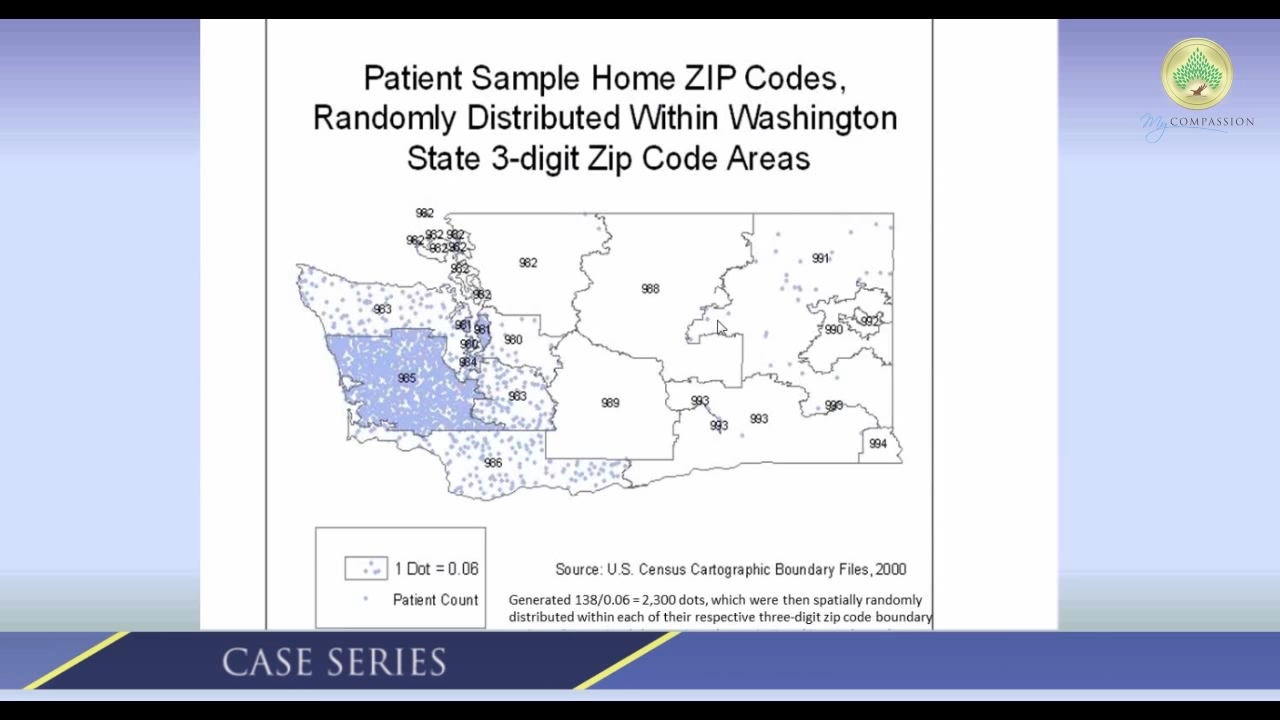 Patient Sample Home ZIP Codes,
Randomly Distributed Within Washington
State 3-digit Zip Code Areas
My COMPASSION
982
982 982 982
982 982
982
982
982
988
991
983
981 981
980
980
984
990
992
985
983
989
993
993
993
993
994
986
1 Dot = 0.06
Patient Count
Source: U.S. Census Cartographic Boundary Files, 2000
Generated 138/0.06 = 2,300 dots, which were then spatially randomly
distributed within each of their respective three-digit zip code boundary
CASE SERIES